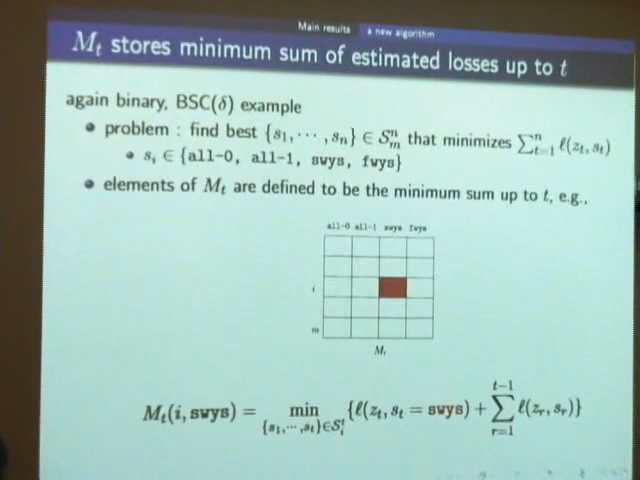 Main results a new algorithm
M_t stores minimum sum of estimated losses up to t
again binary, BSC(δ) example
• problem : find best {s_1, ⋯, s_n} ∈ S_m^n that minimizes ∑_{t=1}^n ℓ(z_t, s_t)
• s_i ∈ {all-0, all-1, swys, fwys}
• elements of M_t are defined to be the minimum sum up to t, e.g.,
all-0 all-1 swys fwys
i
m
M_t
M_t(i, swys) = min_{{s_1,⋯,s_t}∈S_i^t} {ℓ(z_t, s_t = swys) + ∑_{r=1}^{t−1} ℓ(z_r, s_r)}